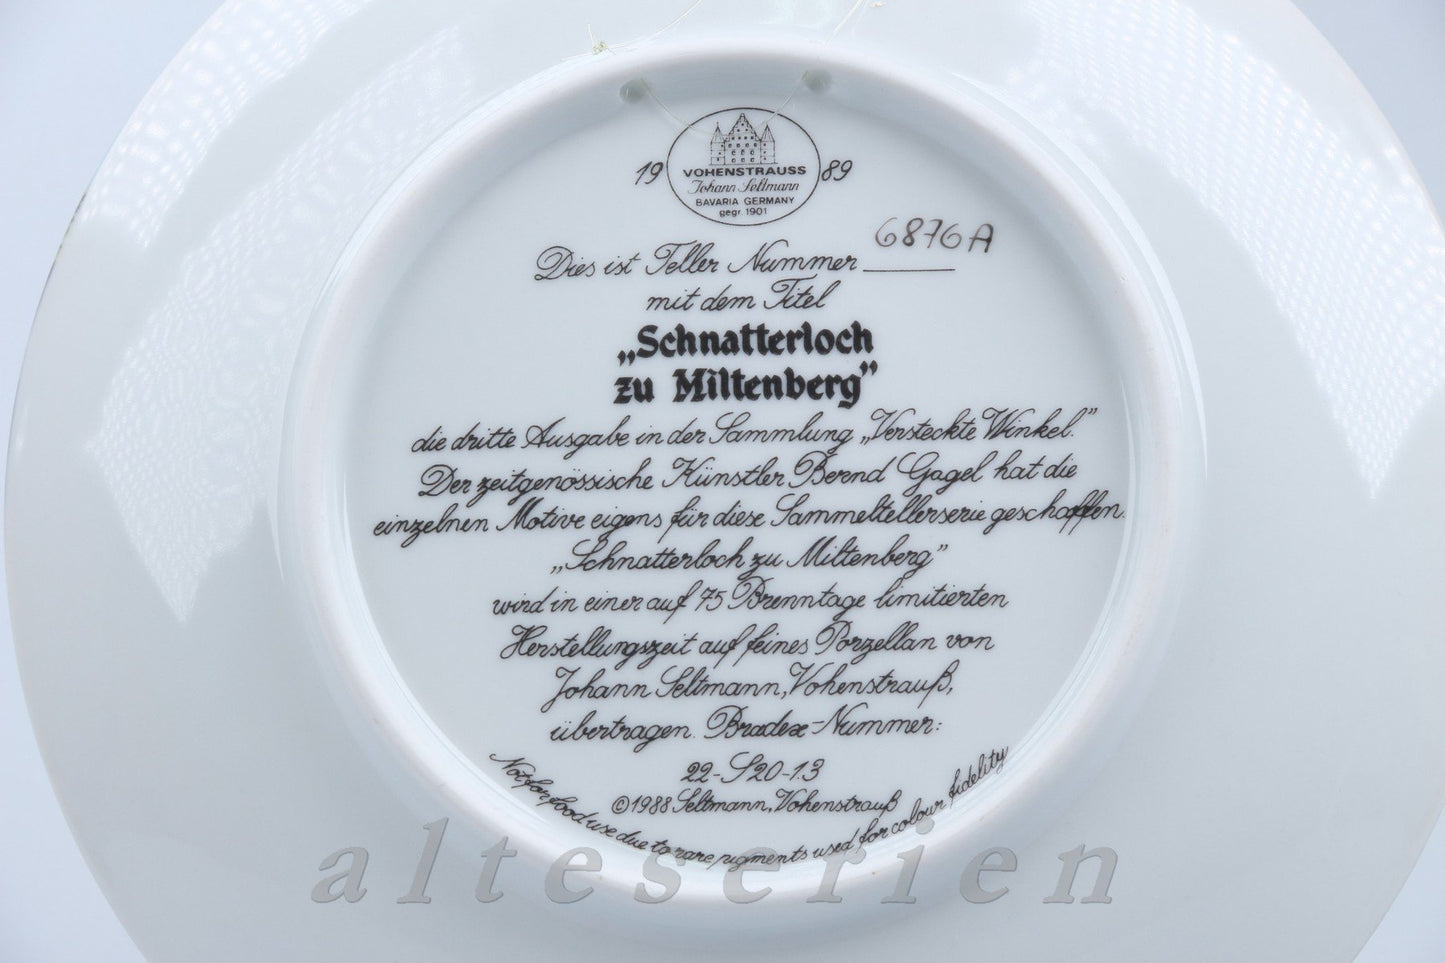 19 89
VOHENSTRAUSS
Johann Seltmann
BAVARIA GERMANY
gegr. 1901
Dies ist Teller Nummer 6876A
mit dem Titel
„Schnatterloch
zu Miltenberg”
die dritte Ausgabe in der Sammlung „Versteckte Winkel.”
Der zeitgenössische Künstler Bernd Gagel hat die
einzelnen Motive eigens für diese Sammeltellerserie geschaffen.
„Schnatterloch zu Miltenberg”
wird in einer auf 75 Brenntage limitierten
Herstellungszeit auf feines Porzellan von
Johann Seltmann, Vohenstrauß,
übertragen. Bradex-Nummer:
22-S20-1.3
©1988 Seltmann, Vohenstrauß
Not for food use due to rare pigments used for colour fidelity
alteserien